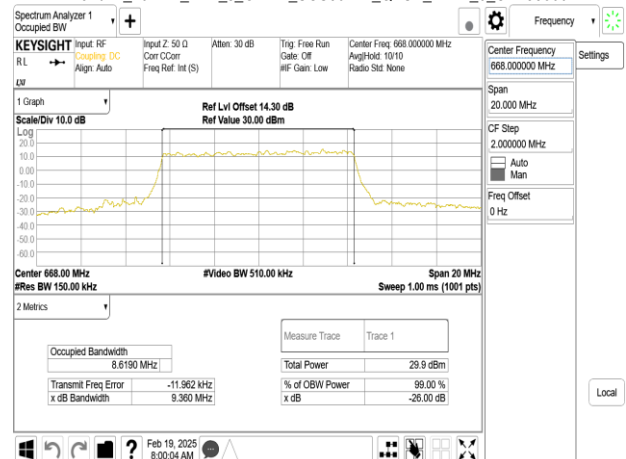 Spectrum Analyzer 1
Occupied BW
Frequency
KEYSIGHT
Input: RF
Input Z: 50 Ω
Atten: 30 dB
Trig: Free Run
Center Freq: 668.000000 MHz
RL
Coupling: DC
Corr CCorr
Gate: Off
Avg|Hold: 10/10
Align: Auto
Freq Ref: Int (S)
#IF Gain: Low
Radio Std: None
LXI
Center Frequency
668.000000 MHz
Settings
Span
20.000 MHz
CF Step
2.000000 MHz
Auto
Man
Freq Offset
0 Hz
1 Graph
Ref Lvl Offset 14.30 dB
Scale/Div 10.0 dB
Ref Value 30.00 dBm
Log
20.0
10.0
0.00
-10.0
-20.0
-30.0
-40.0
-50.0
-60.0
Center 668.00 MHz
#Video BW 510.00 kHz
Span 20 MHz
#Res BW 150.00 kHz
Sweep 1.00 ms (1001 pts)
2 Metrics
Measure Trace
Trace 1
Occupied Bandwidth
8.6190 MHz
Total Power
29.9 dBm
Transmit Freq Error
-11.962 kHz
% of OBW Power
99.00 %
x dB Bandwidth
9.360 MHz
x dB
-26.00 dB
Local
?
Feb 19, 2025
8:00:04 AM